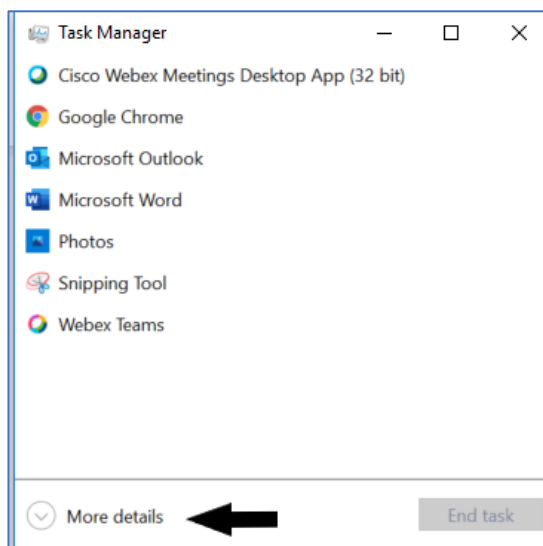 Task Manager
Cisco Webex Meetings Desktop App (32 bit)
Google Chrome
Microsoft Outlook
Microsoft Word
Photos
Snipping Tool
Webex Teams
More details
End task